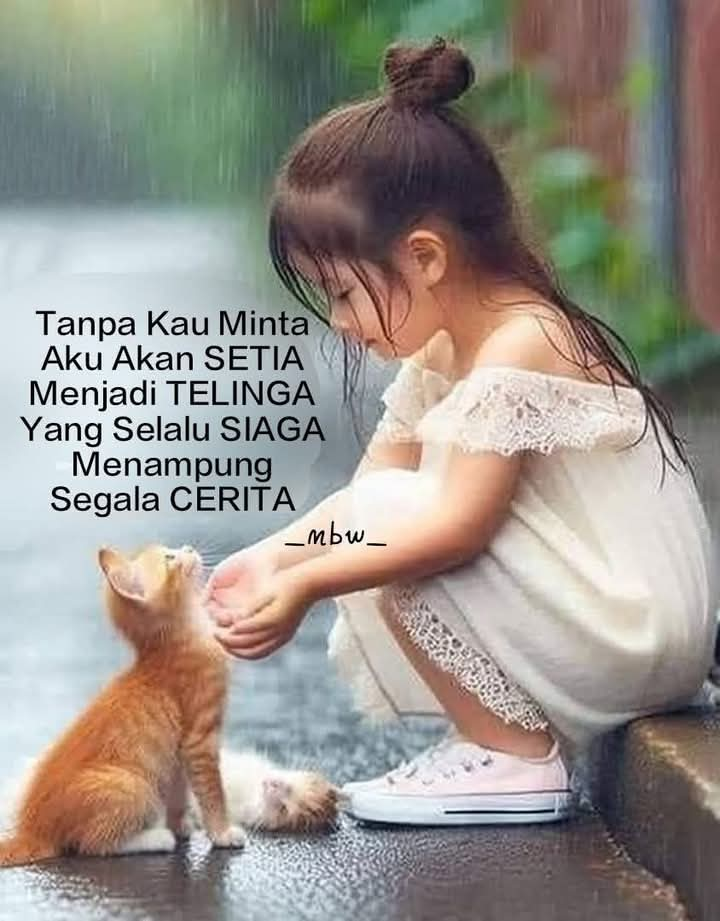 Tanpa Kau Minta
Aku Akan SETIA
Menjadi TELINGA
Yang Selalu SIAGA
Menampung
Segala CERITA
_mbw_